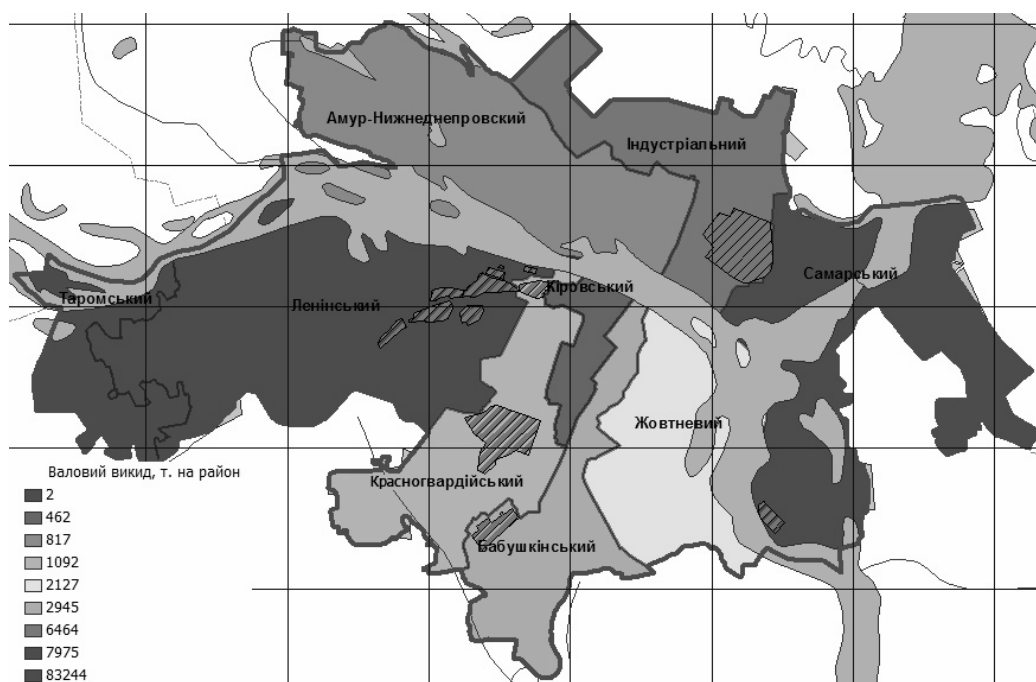 Амур-Нижнеднепровский
Індустріальний
Самарський
Таромський
Ленінський
Кіровський
Жовтневий
Красногвардійський
Бабушкінський
Валовий викид, т. на район
2
462
817
1092
2127
2945
6464
7975
83244